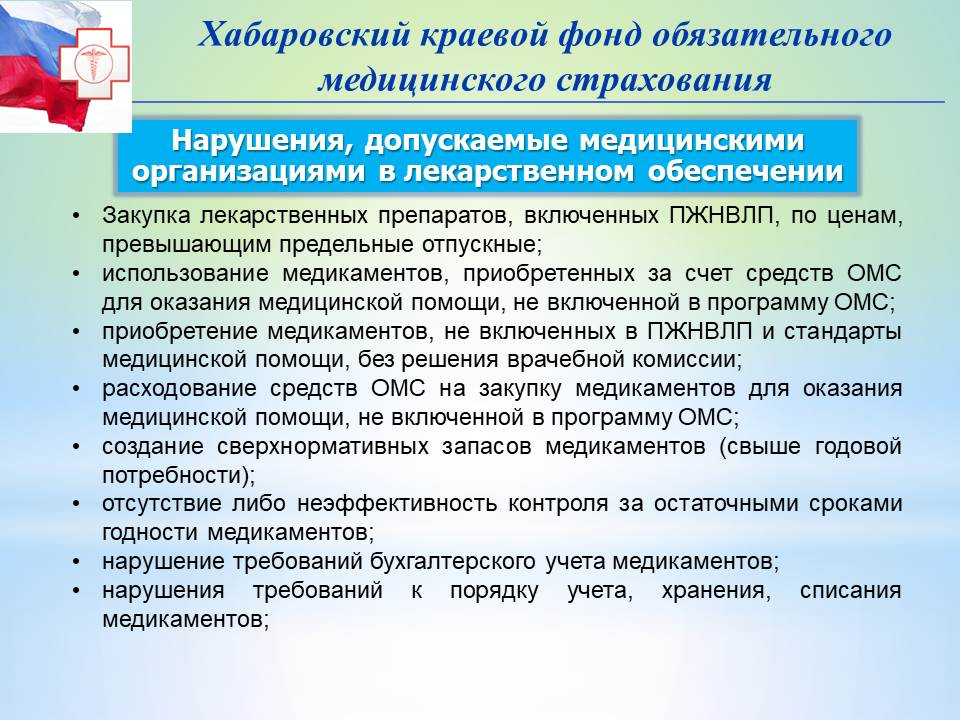 Хабаровский краевой фонд обязательного
медицинского страхования
Нарушения, допускаемые медицинскими
организациями в лекарственном обеспечении
• Закупка лекарственных препаратов, включенных ПЖНВЛП, по ценам,
превышающим предельные отпускные;
• использование медикаментов, приобретенных за счет средств ОМС
для оказания медицинской помощи, не включенной в программу ОМС;
• приобретение медикаментов, не включенных в ПЖНВЛП и стандарты
медицинской помощи, без решения врачебной комиссии;
• расходование средств ОМС на закупку медикаментов для оказания
медицинской помощи, не включенной в программу ОМС;
• создание сверхнормативных запасов медикаментов (свыше годовой
потребности);
• отсутствие либо неэффективность контроля за остаточными сроками
годности медикаментов;
• нарушение требований бухгалтерского учета медикаментов;
• нарушения требований к порядку учета, хранения, списания
медикаментов;